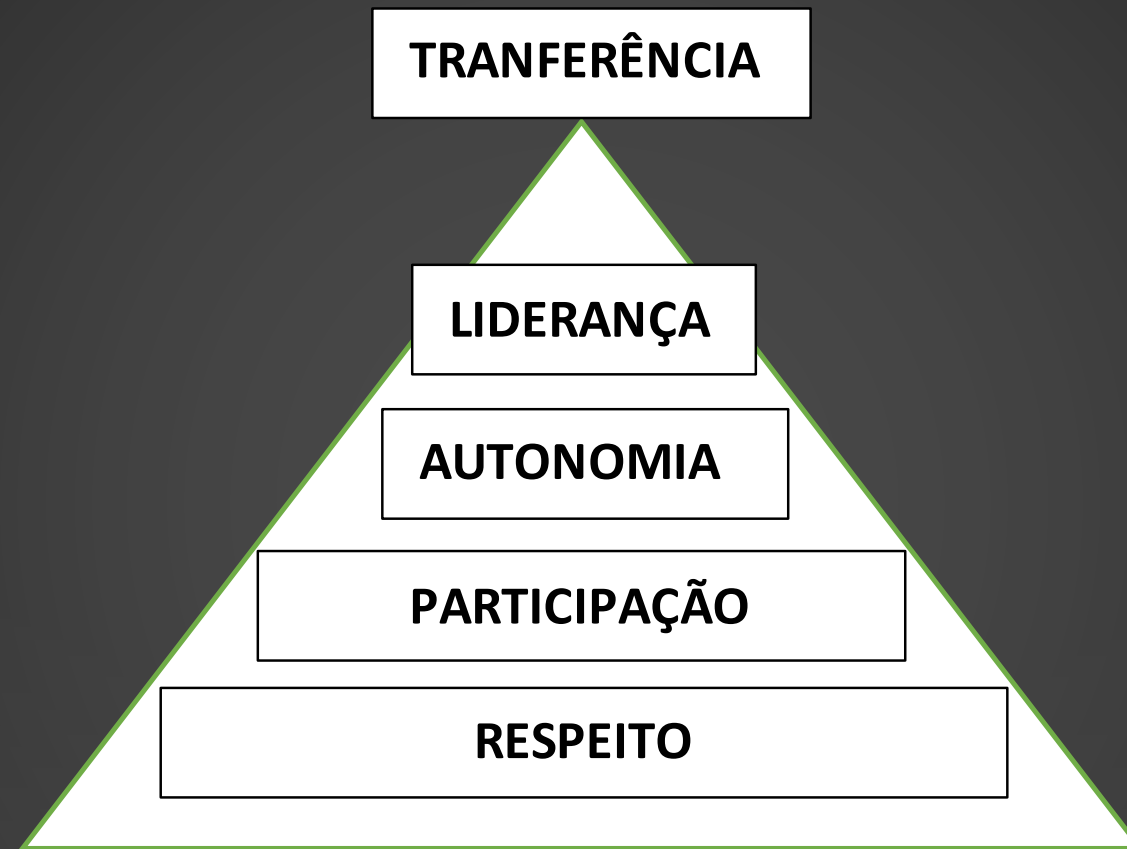 TRANFERÊNCIA
LIDERANÇA
AUTONOMIA
PARTICIPAÇÃO
RESPEITO